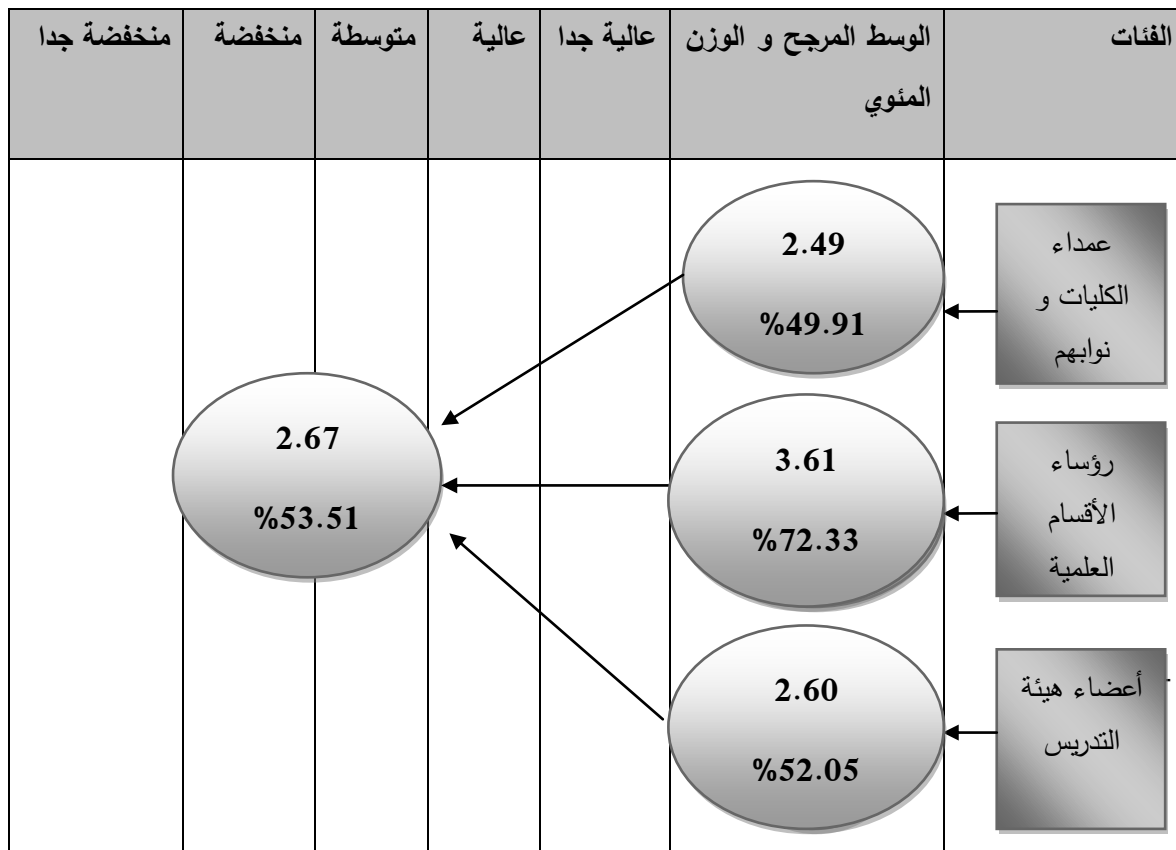 الفئات
الوسط المرجح و الوزن
المئوي
عالية جدا
عالية
متوسطة
منخفضة
منخفضة جدا
عمداء
الكليات و
نوابهم
2.49
%49.91
رؤساء
الأقسام
العلمية
3.61
%72.33
أعضاء هيئة
التدريس
2.60
%52.05
2.67
%53.51